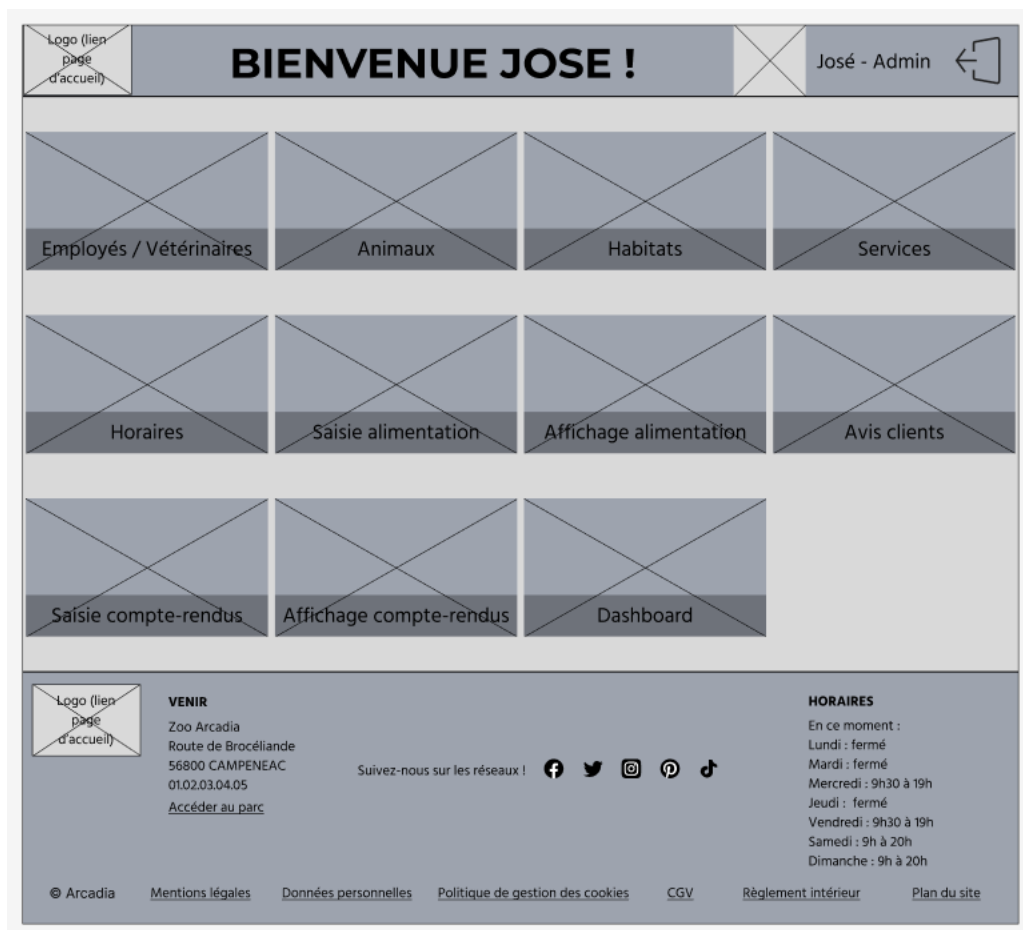 Logo (lien
page
d'accueil)
BIENVENUE JOSE !
José - Admin
Employés / Vétérinaires
Animaux
Habitats
Services
Horaires
Saisie alimentation
Affichage alimentation
Avis clients
Saisie compte-rendus
Affichage compte-rendus
Dashboard
Logo (lien
page
d'accueil)
VENIR
Zoo Arcadia
Route de Brocéliande
56800 CAMPENEAC
01.02.03.04.05
Accéder au parc
Suivez-nous sur les réseaux !
HORAIRES
En ce moment :
Lundi : fermé
Mardi : fermé
Mercredi : 9h30 à 19h
Jeudi :  fermé
Vendredi : 9h30 à 19h
Samedi : 9h à 20h
Dimanche : 9h à 20h
© Arcadia
Mentions légales
Données personnelles
Politique de gestion des cookies
CGV
Règlement intérieur
Plan du site